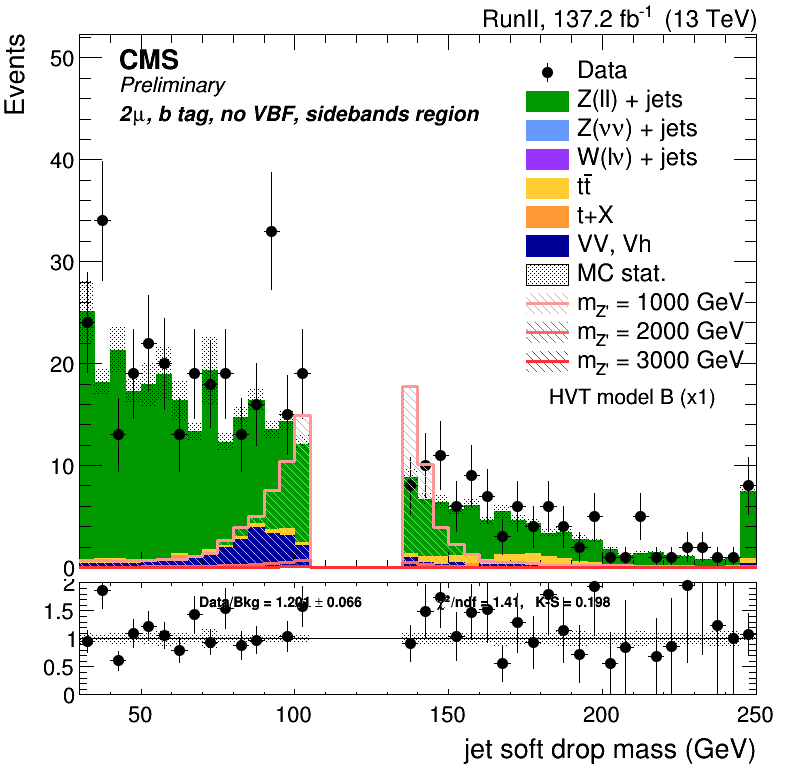 RunII, 137.2 fb⁻¹ (13 TeV)
Events
CMS
Preliminary
2μ, b tag, no VBF, sidebands region
Data
Z(ll) + jets
Z(νν) + jets
W(lν) + jets
tt̄
t+X
VV, Vh
MC stat.
m_Z' = 1000 GeV
m_Z' = 2000 GeV
m_Z' = 3000 GeV
HVT model B (x1)
50
40
30
20
10
0
2
1.5
1
0.5
0
Data/Bkg = 1.201 ± 0.066
χ²/ndf = 1.41, K-S = 0.198
50 100 150 200 250
jet soft drop mass (GeV)